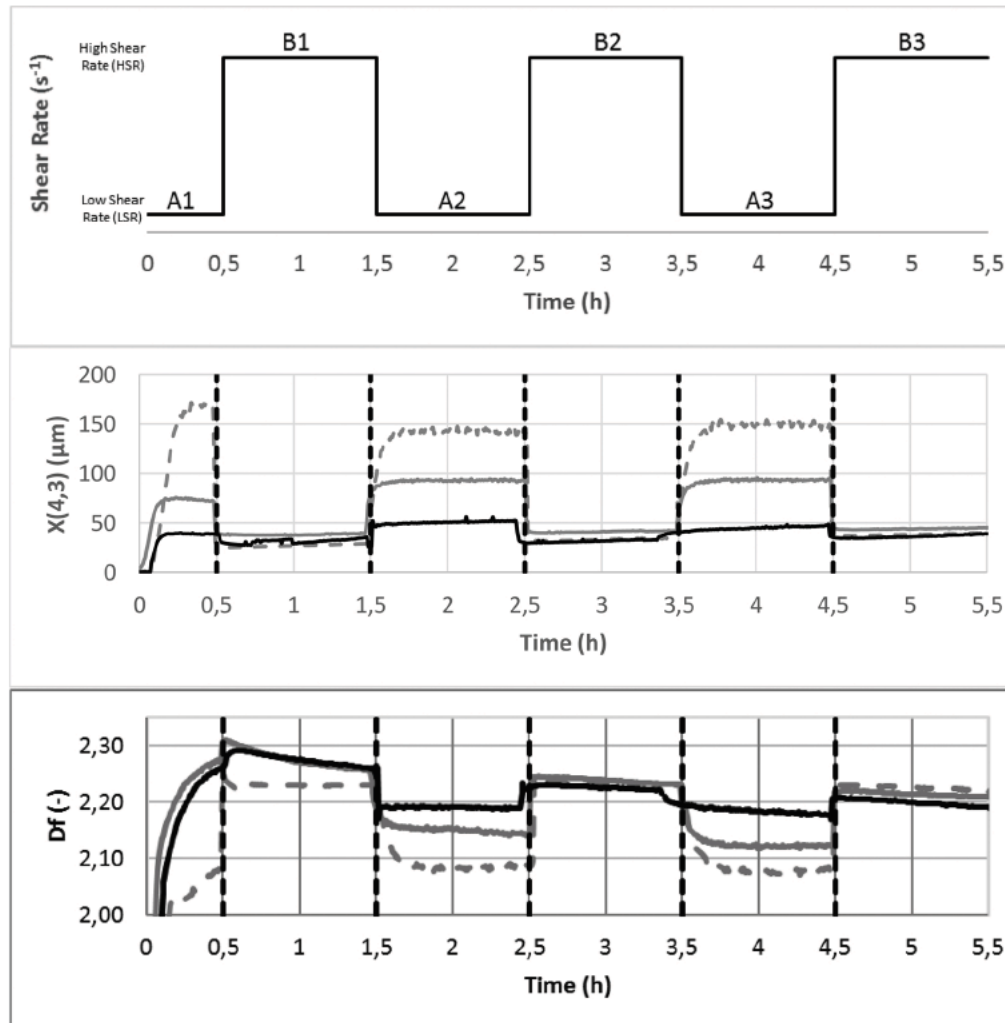 Shear Rate (s⁻¹)
High Shear
Rate (HSR)
Low Shear
Rate (LSR)
B1 B2 B3
A1 A2 A3
0 0,5 1 1,5 2 2,5 3 3,5 4 4,5 5 5,5
Time (h)
X(4,3) (µm)
200
150
100
50
0
0 0,5 1 1,5 2 2,5 3 3,5 4 4,5 5 5,5
Time (h)
Df (-)
2,30
2,20
2,10
2,00
0 0,5 1 1,5 2 2,5 3 3,5 4 4,5 5 5,5
Time (h)